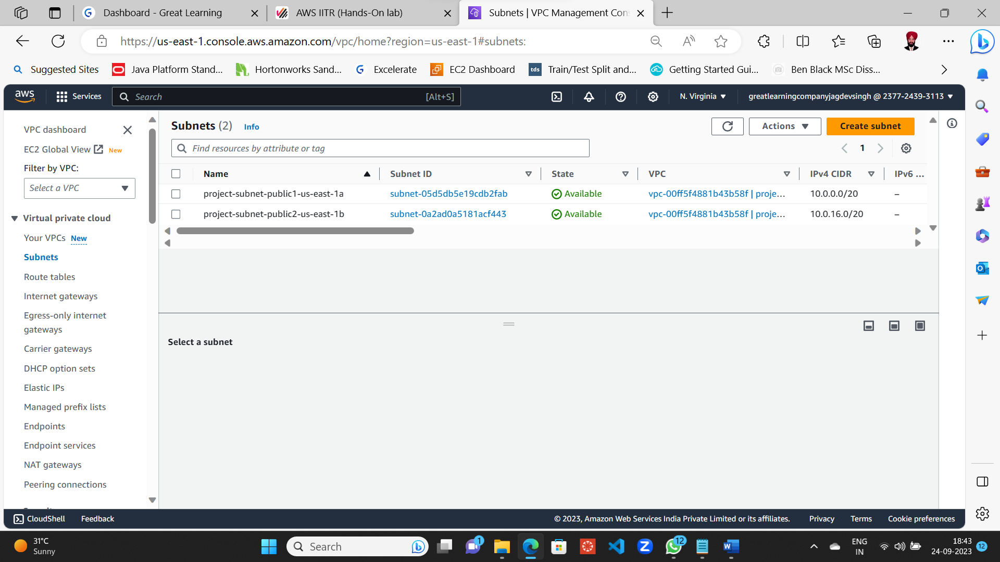 Dashboard - Great Learning
AWS IITR (Hands-On lab)
Subnets | VPC Management Con
https://us-east-1.console.aws.amazon.com/vpc/home?region=us-east-1#subnets:
Suggested Sites
Java Platform Stand...
Hortonworks Sand...
Excelerate
EC2 Dashboard
tds Train/Test Split and...
Getting Started Gui...
Ben Black MSc Diss...
aws Services Search [Alt+S] N. Virginia greatlearningcompanyjagdevsingh @ 2377-2439-3113
VPC dashboard
EC2 Global View New
Filter by VPC:
Select a VPC
Virtual private cloud
Your VPCs New
Subnets
Route tables
Internet gateways
Egress-only internet
gateways
Carrier gateways
DHCP option sets
Elastic IPs
Managed prefix lists
Endpoints
Endpoint services
NAT gateways
Peering connections
Subnets (2) Info Actions Create subnet
Find resources by attribute or tag 1
Name Subnet ID State VPC IPv4 CIDR IPv6 ...
project-subnet-public1-us-east-1a subnet-05d5db5e19cdb2fab Available vpc-00ff5f4881b43b58f | proje... 10.0.0.0/20 –
project-subnet-public2-us-east-1b subnet-0a2ad0a5181acf443 Available vpc-00ff5f4881b43b58f | proje... 10.0.16.0/20 –
Select a subnet
CloudShell Feedback © 2023, Amazon Web Services India Private Limited or its affiliates. Privacy Terms Cookie preferences
31°C
Sunny
Search
1
12
ENG
IN
18:43
24-09-2023
12